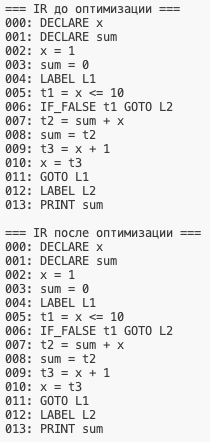 === IR до оптимизации ===
000: DECLARE x
001: DECLARE sum
002: x = 1
003: sum = 0
004: LABEL L1
005: t1 = x <= 10
006: IF_FALSE t1 GOTO L2
007: t2 = sum + x
008: sum = t2
009: t3 = x + 1
010: x = t3
011: GOTO L1
012: LABEL L2
013: PRINT sum

=== IR после оптимизации ===
000: DECLARE x
001: DECLARE sum
002: x = 1
003: sum = 0
004: LABEL L1
005: t1 = x <= 10
006: IF_FALSE t1 GOTO L2
007: t2 = sum + x
008: sum = t2
009: t3 = x + 1
010: x = t3
011: GOTO L1
012: LABEL L2
013: PRINT sum